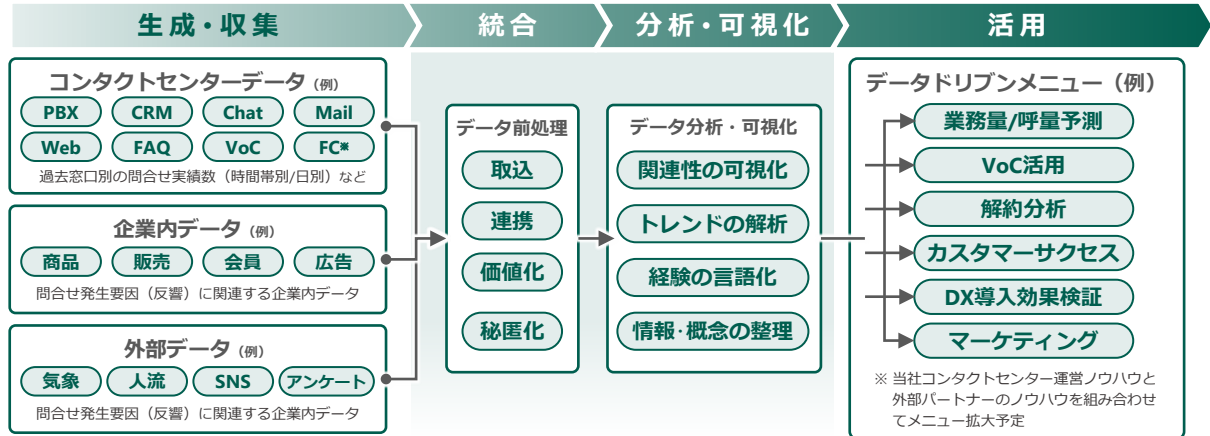 生成・収集
統合
分析・可視化
活用
コンタクトセンターデータ（例）
PBX
CRM
Chat
Mail
Web
FAQ
VoC
FC※
過去窓口別の問合せ実績数（時間帯別/日別）など
企業内データ（例）
商品
販売
会員
広告
問合せ発生要因（反響）に関連する企業内データ
外部データ（例）
気象
人流
SNS
アンケート
問合せ発生要因（反響）に関連する企業内データ
データ前処理
取込
連携
価値化
秘匿化
データ分析・可視化
関連性の可視化
トレンドの解析
経験の言語化
情報・概念の整理
データドリブンメニュー（例）
業務量/呼量予測
VoC活用
解約分析
カスタマーサクセス
DX導入効果検証
マーケティング
※ 当社コンタクトセンター運営ノウハウと
外部パートナーのノウハウを組み合わせ
てメニュー拡大予定